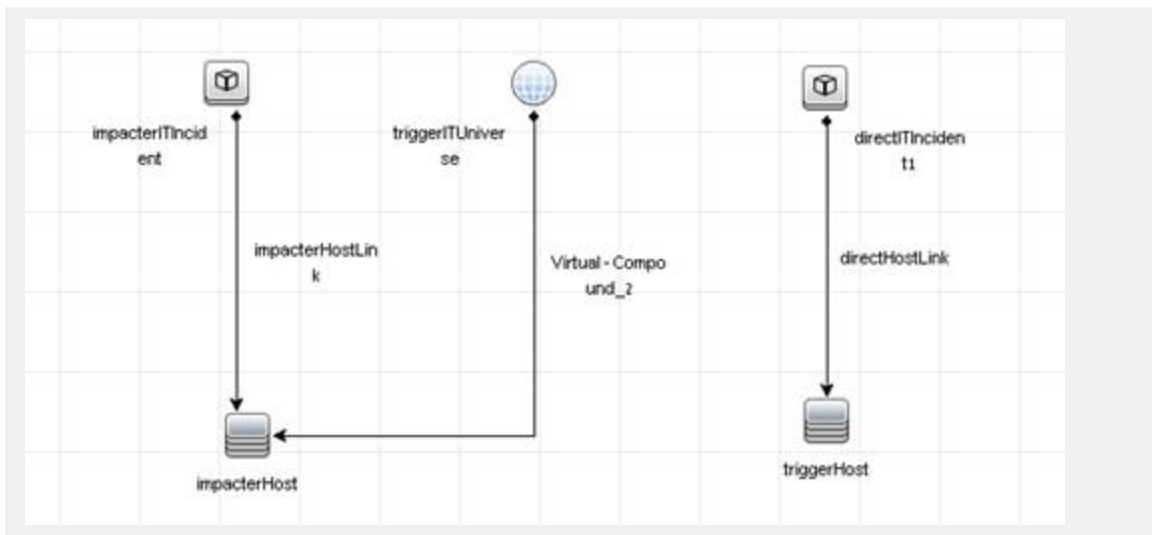 impacterITIncid
ent
triggerITUniver
se
directITInciden
t1
impacterHostLin
k
Virtual - Compo
und_2
directHostLink
impacterHost
triggerHost